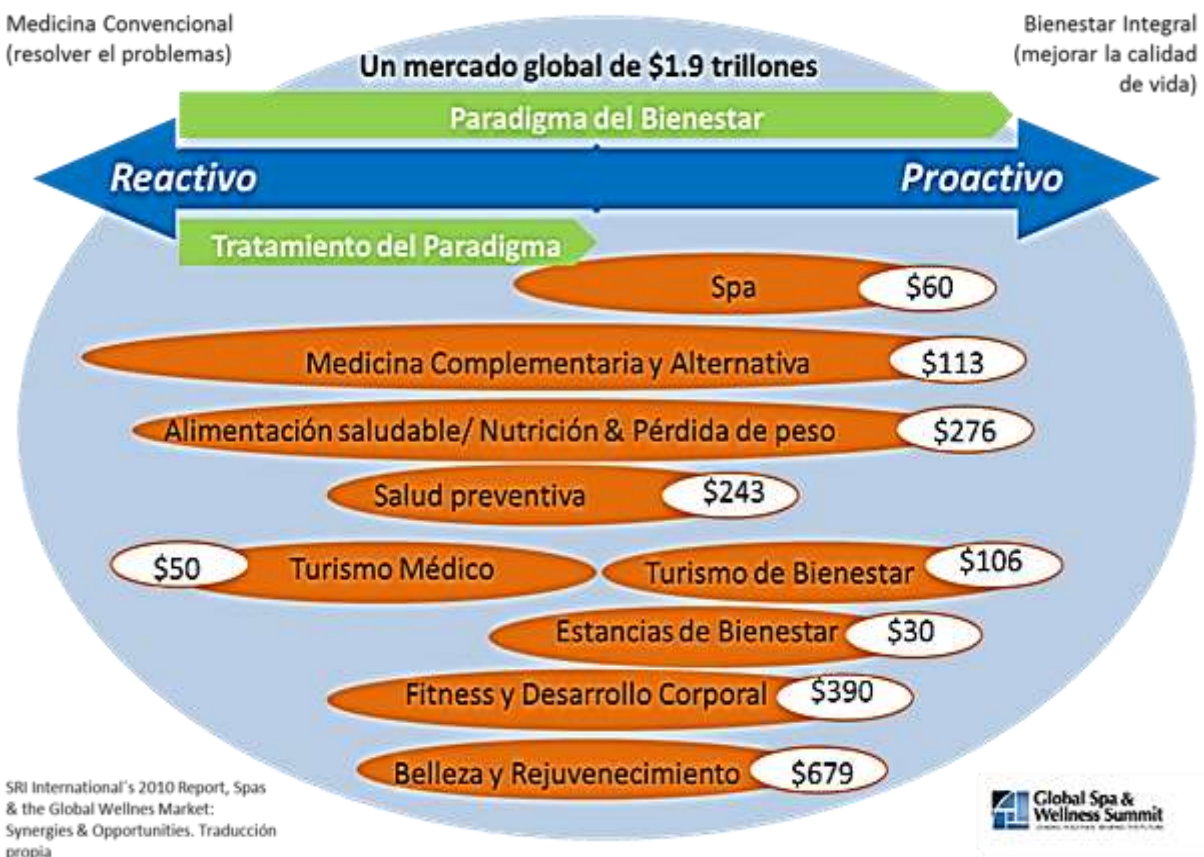 Medicina Convencional
(resolver el problemas)
Bienestar Integral
(mejorar la calidad
de vida)
Un mercado global de $1.9 trillones
Paradigma del Bienestar
Reactivo
Proactivo
Tratamiento del Paradigma
Spa
$60
Medicina Complementaria y Alternativa
$113
Alimentación saludable/ Nutrición & Pérdida de peso
$276
Salud preventiva
$243
$50
Turismo Médico
Turismo de Bienestar
$106
Estancias de Bienestar
$30
Fitness y Desarrollo Corporal
$390
Belleza y Rejuvenecimiento
$679
SRI International´s 2010 Report, Spas
& the Global Wellnes Market:
Synergies & Opportunities. Traducción
propia
Global Spa &
Wellness Summit